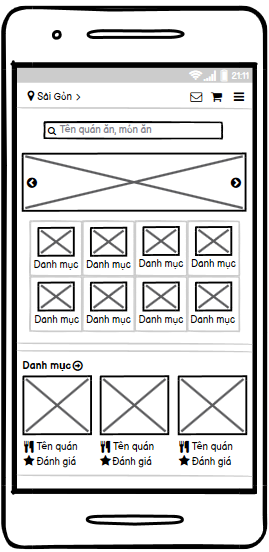 21:11
Sài Gòn
Tên quán ăn, món ăn
Danh mục Danh mục Danh mục Danh mục
Danh mục Danh mục Danh mục Danh mục
Danh mục
Tên quán Tên quán Tên quán
Đánh giá Đánh giá Đánh giá